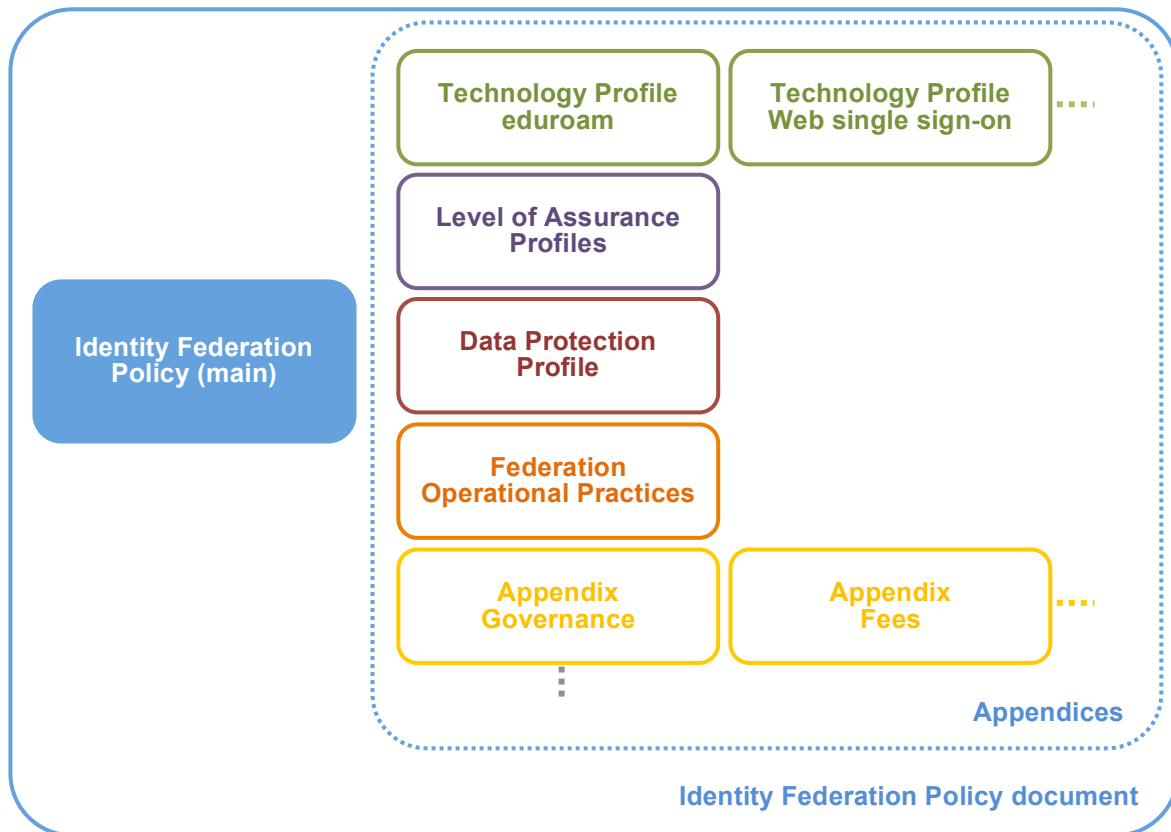 Technology Profile
eduroam
Technology Profile
Web single sign-on
Level of Assurance
Profiles
Identity Federation
Policy (main)
Data Protection
Profile
Federation
Operational Practices
Appendix
Governance
Appendix
Fees
Appendices
Identity Federation Policy document